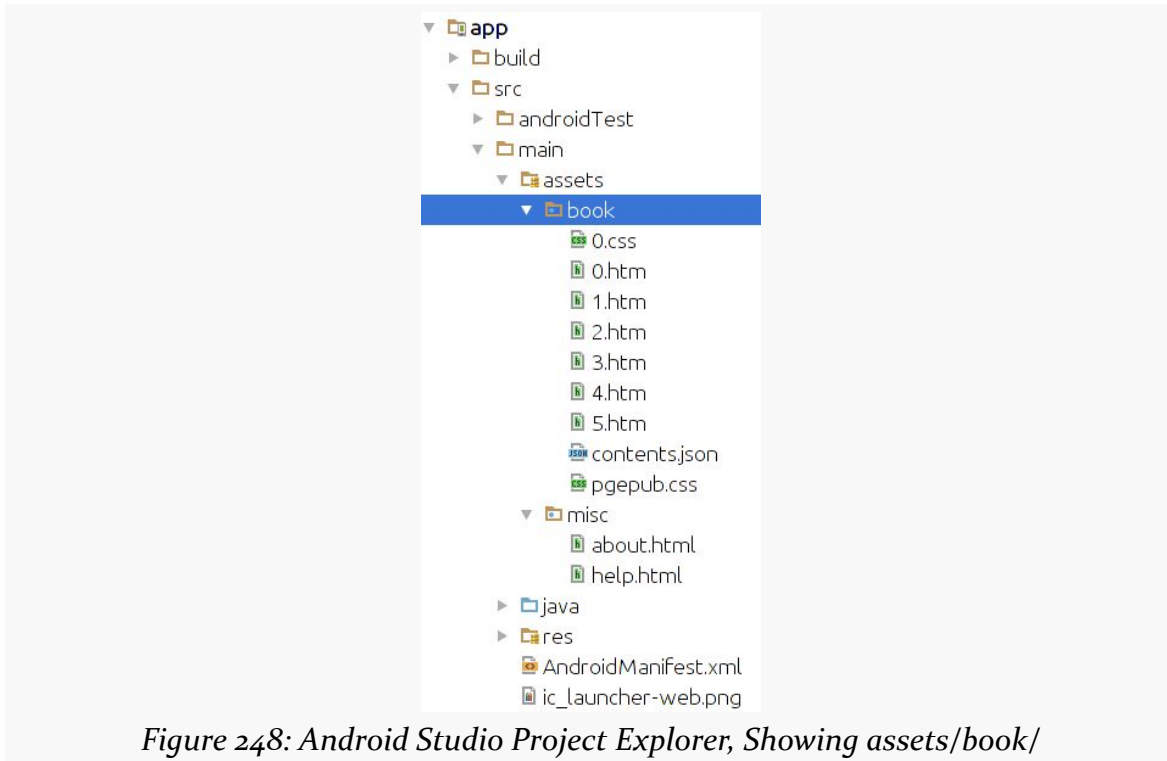 app
build
src
androidTest
main
assets
book
0.css
0.htm
1.htm
2.htm
3.htm
4.htm
5.htm
contents.json
pgepub.css
misc
about.html
help.html
java
res
AndroidManifest.xml
ic_launcher-web.png
Figure 248: Android Studio Project Explorer, Showing assets/book/